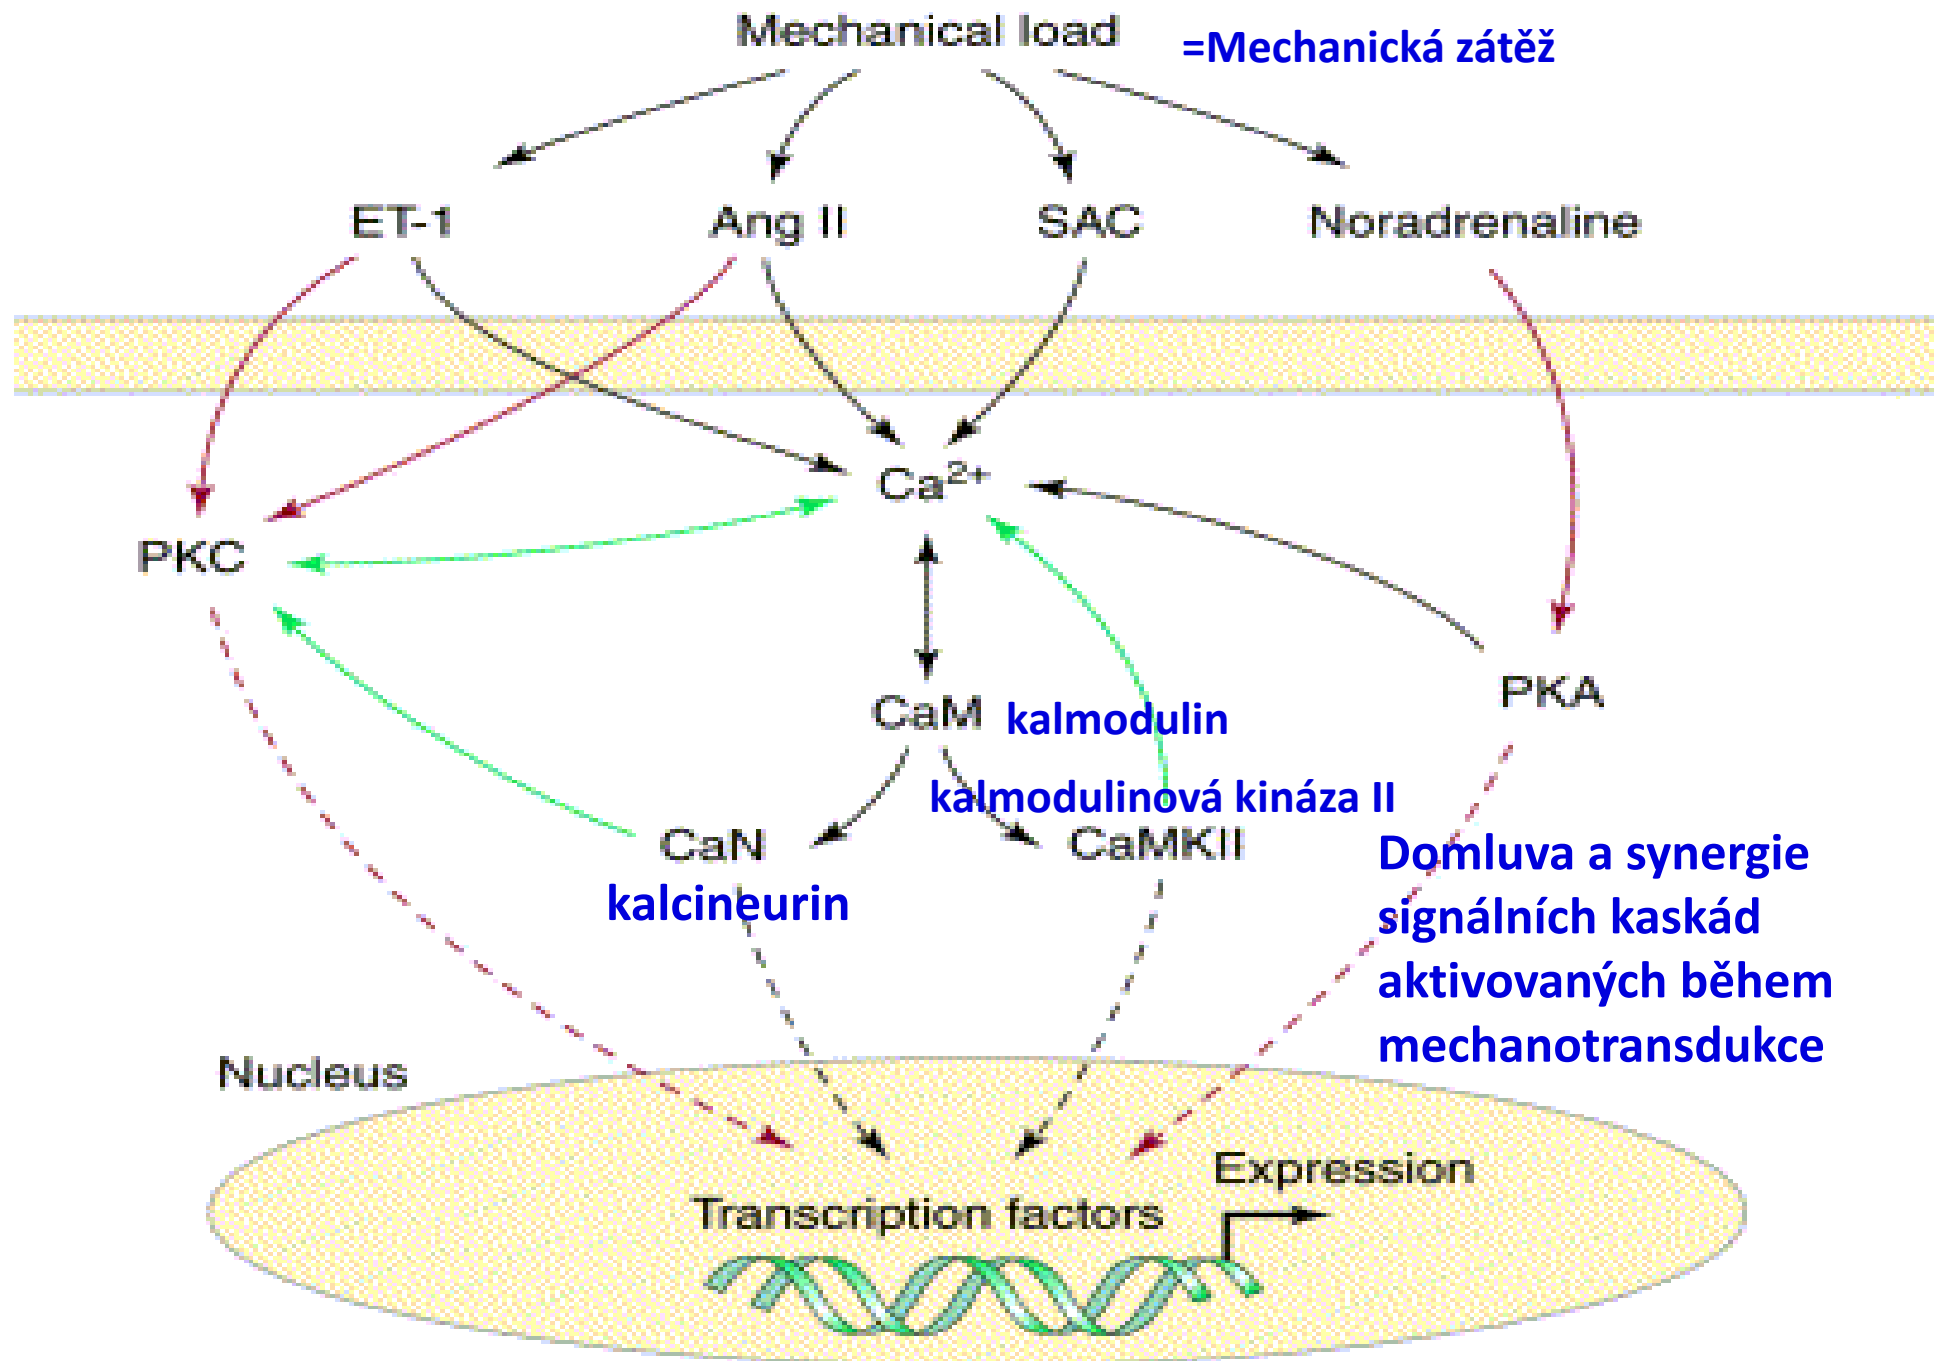 Mechanical load
=Mechanická zátěž
ET-1
Ang II
SAC
Noradrenaline
Ca²⁺
PKC
PKA
CaM
kalmodulin
kalmodulinová kináza II
CaN
CaMKII
kalcineurin
Domluva a synergie
signálních kaskád
aktivovaných během
mechanotransdukce
Nucleus
Expression
Transcription factors